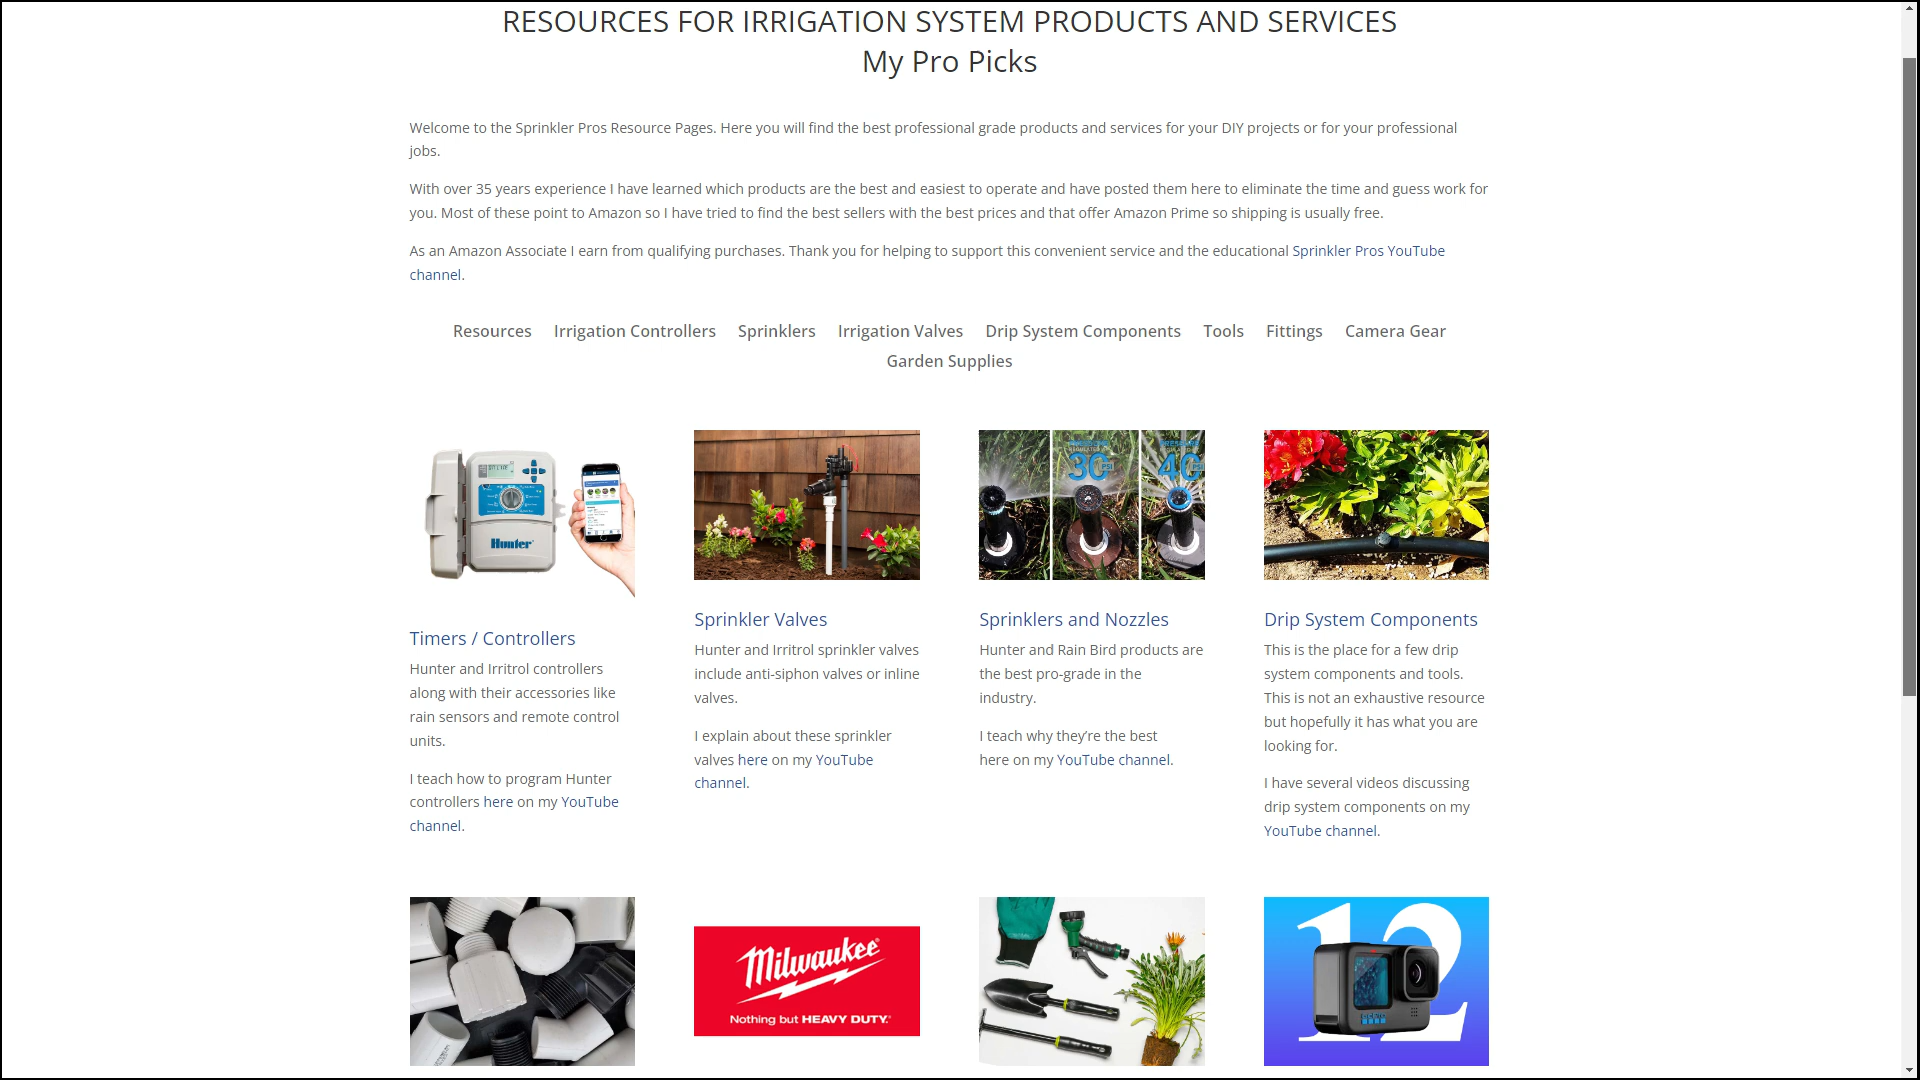 RESOURCES FOR IRRIGATION SYSTEM PRODUCTS AND SERVICES
My Pro Picks
Welcome to the Sprinkler Pros Resource Pages. Here you will find the best professional grade products and services for your DIY projects or for your professional
jobs.
With over 35 years experience I have learned which products are the best and easiest to operate and have posted them here to eliminate the time and guess work for
you. Most of these point to Amazon so I have tried to find the best sellers with the best prices and that offer Amazon Prime so shipping is usually free.
As an Amazon Associate I earn from qualifying purchases. Thank you for helping to support this convenient service and the educational Sprinkler Pros YouTube
channel.
Resources Irrigation Controllers Sprinklers Irrigation Valves Drip System Components Tools Fittings Camera Gear
Garden Supplies
Hunter
30 PSI
40 PSI
Timers / Controllers
Hunter and Irritrol controllers
along with their accessories like
rain sensors and remote control
units.
I teach how to program Hunter
controllers here on my YouTube
channel.
Sprinkler Valves
Hunter and Irritrol sprinkler valves
include anti-siphon valves or inline
valves.
I explain about these sprinkler
valves here on my YouTube
channel.
Sprinklers and Nozzles
Hunter and Rain Bird products are
the best pro-grade in the
industry.
I teach why they’re the best
here on my YouTube channel.
Drip System Components
This is the place for a few drip
system components and tools.
This is not an exhaustive resource
but hopefully it has what you are
looking for.
I have several videos discussing
drip system components on my
YouTube channel.
Milwaukee
Nothing but HEAVY DUTY.
12
GoPro